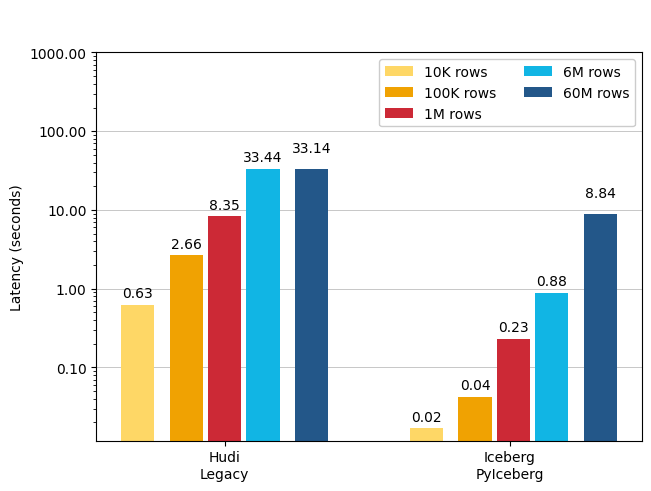 1000.00
100.00
10.00
1.00
0.10
Latency (seconds)
10K rows
100K rows
1M rows
6M rows
60M rows
0.63
2.66
8.35
33.44
33.14
0.02
0.04
0.23
0.88
8.84
Hudi
Legacy
Iceberg
PyIceberg